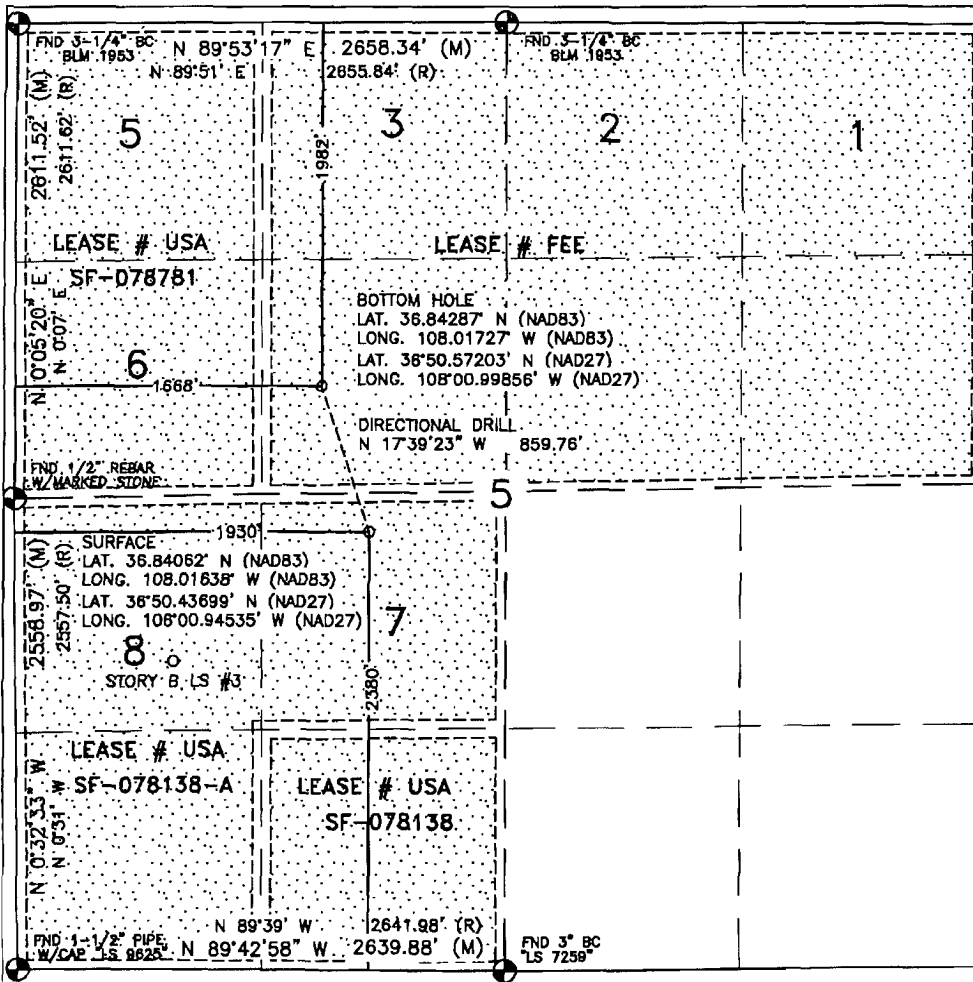 FND 3-1/4" BC
BLM 1953
N 89°53'17" E 2658.34' (M)
N 89°51' E 2655.84' (R)
FND 3-1/4" BC
BLM 1953
2611.52' (M)
2611.62' (R)
N 0°05'20" E
N 0°07' E
5
3
2
1
1982'
LEASE # USA
SF-078781
LEASE # FEE
BOTTOM HOLE
LAT. 36.84287° N (NAD83)
LONG. 108.01727° W (NAD83)
LAT. 36°50.57203' N (NAD27)
LONG. 108°00.99856' W (NAD27)
6
1668'
DIRECTIONAL DRILL
N 17°39'23" W 859.76'
FND 1/2" REBAR
W/MARKED STONE
5
1930'
SURFACE
LAT. 36.84062° N (NAD83)
LONG. 108.01638° W (NAD83)
LAT. 36°50.43699' N (NAD27)
LONG. 108°00.94535' W (NAD27)
2558.97' (M)
2557.50' (R)
N 0°32'33" W
N 0°31' W
7
8
STORY B LS #3
2380'
LEASE # USA
SF-078138-A
LEASE # USA
SF-078138
N 89°39' W 2641.98' (R)
N 89°42'58" W 2639.88' (M)
FND 1-1/2" PIPE
W/CAP "LS 9625"
FND 3" BC
"LS 7259"